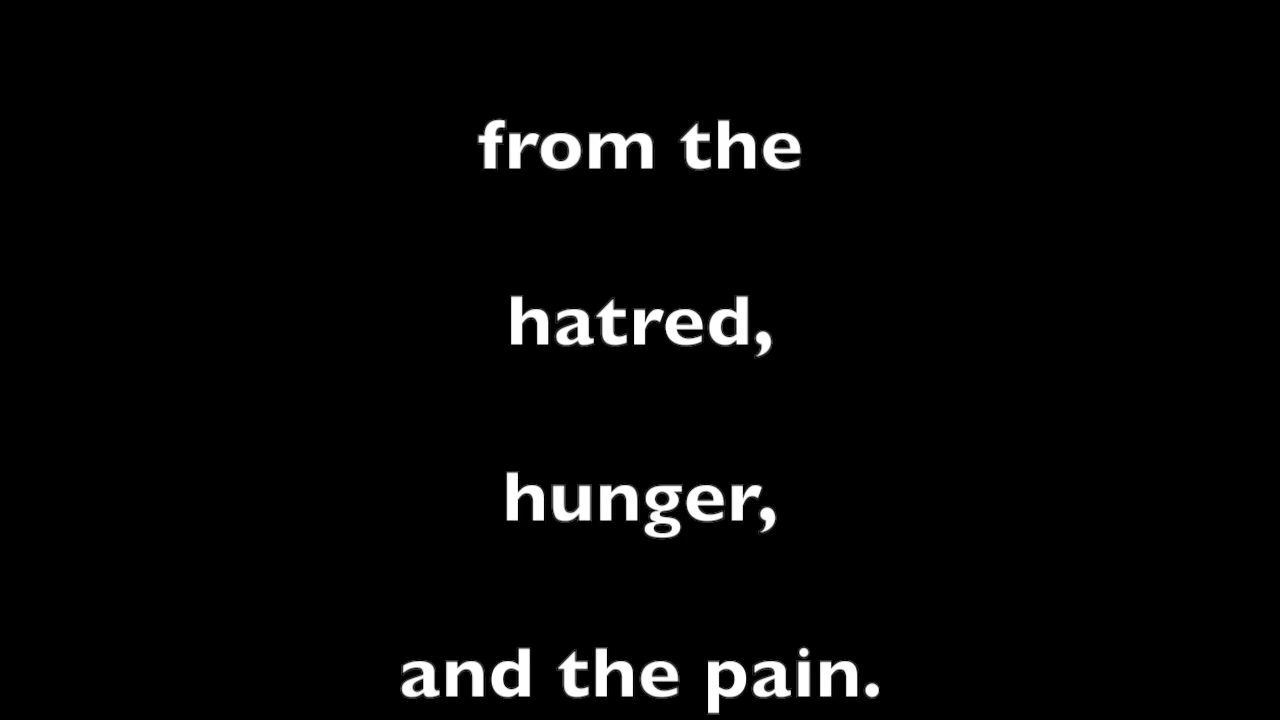 from the
hatred,
hunger,
and the pain.